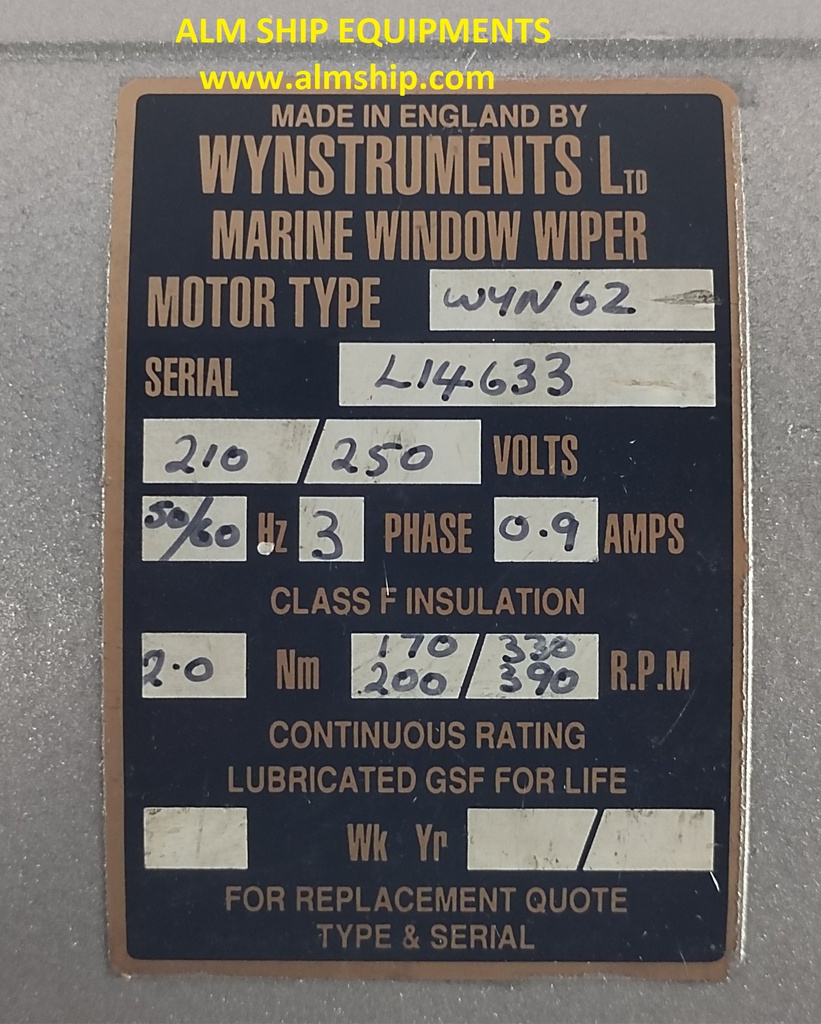 ALM SHIP EQUIPMENTS
www.almship.com
MADE IN ENGLAND BY
WYNSTRUMENTS LTD
MARINE WINDOW WIPER
MOTOR TYPE WYN62
SERIAL L14633
210 / 250 VOLTS
50/60 Hz 3 PHASE 0.9 AMPS
CLASS F INSULATION
2.0 Nm 170 / 330 R.P.M
200 / 390
CONTINUOUS RATING
LUBRICATED GSF FOR LIFE
Wk Yr /
FOR REPLACEMENT QUOTE
TYPE & SERIAL